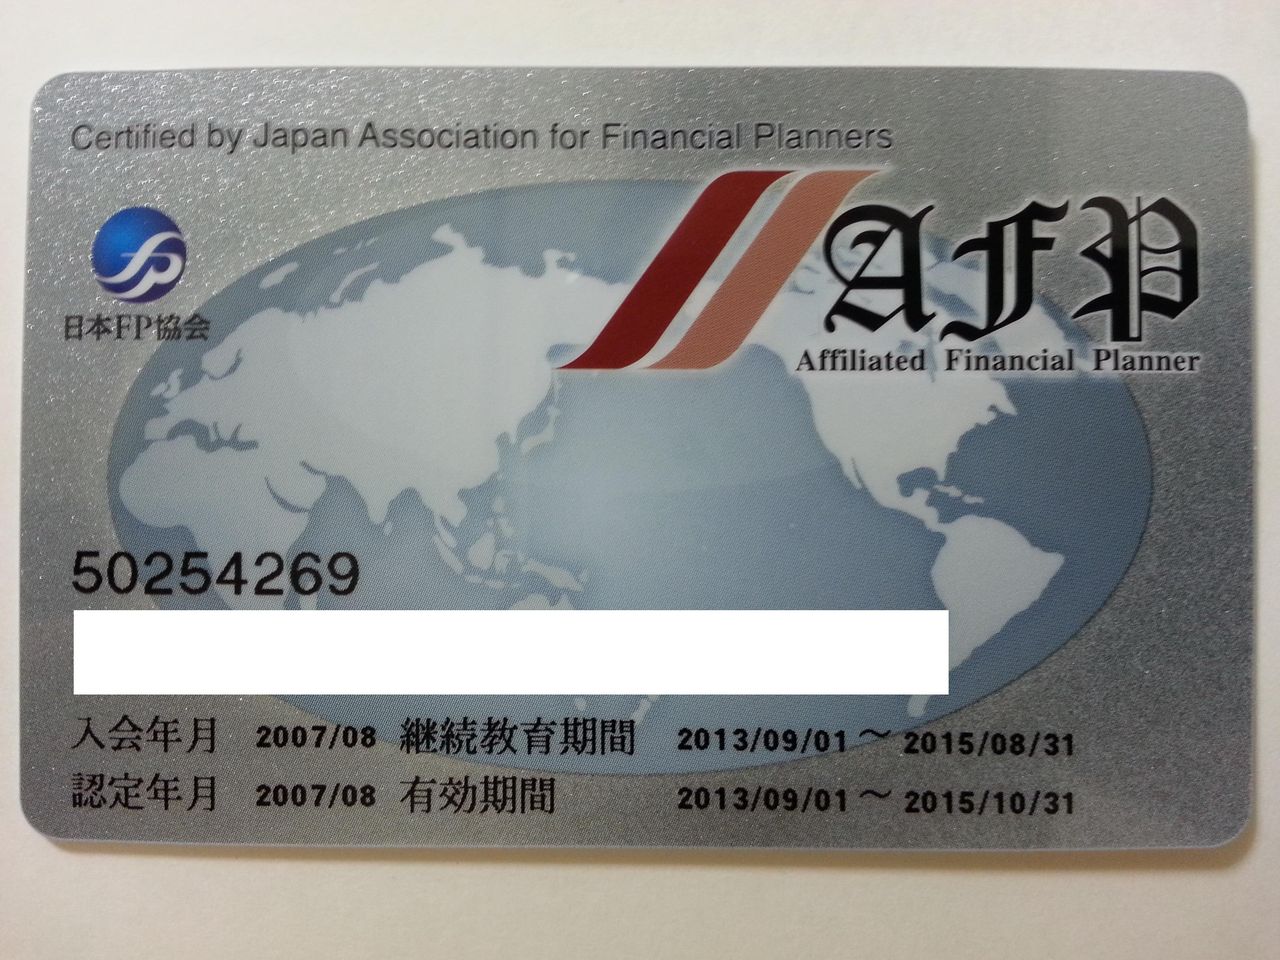 Certified by Japan Association for Financial Planners
AFP
Affiliated Financial Planner
日本FP協会
50254269
入会年月 2007/08 継続教育期間 2013/09/01 ～ 2015/08/31
認定年月 2007/08 有効期間 2013/09/01 ～ 2015/10/31